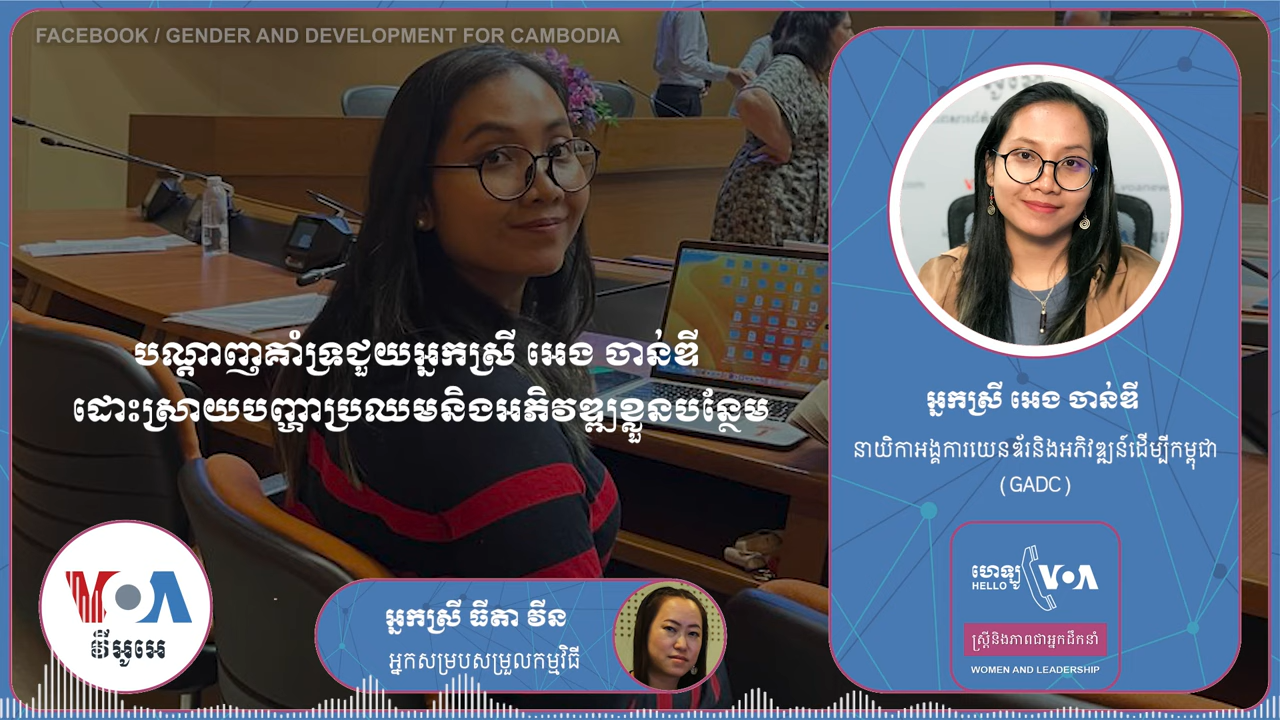 FACEBOOK / GENDER AND DEVELOPMENT FOR CAMBODIA
បណ្តាញគាំទ្រជួយអ្នកស្រី អេង ចាន់ឌី
ដោះស្រាយបញ្ហាប្រឈមនិងអភិវឌ្ឍខ្លួនបន្ថែម
អ្នកស្រី អេង ចាន់ឌី
នាយិកាអង្គការយេនឌ័រនិងអភិវឌ្ឍន៍ដើម្បីកម្ពុជា
(GADC)
ហេឡូ
HELLO
VOA
ស្ត្រីនិងភាពជាអ្នកដឹកនាំ
WOMEN AND LEADERSHIP
VOA
វីអូអេ
អ្នកស្រី ធីតា រីន
អ្នកសម្របសម្រួលកម្មវិធី